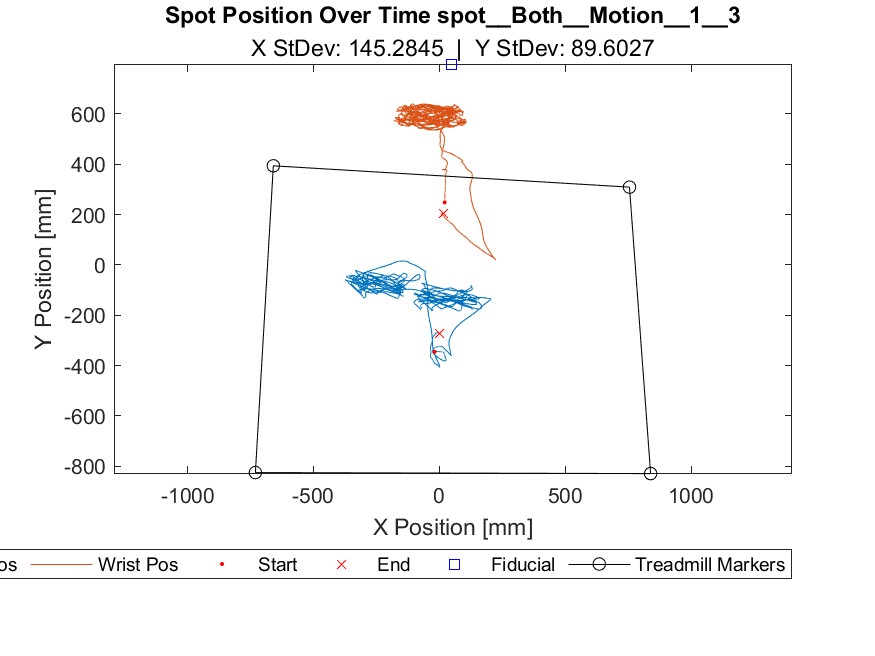 Spot Position Over Time spot__Both__Motion__1__3
X StDev: 145.2845 | Y StDev: 89.6027
600
400
200
0
-200
-400
-600
-800
Y Position [mm]
-1000 -500 0 500 1000
X Position [mm]
os Wrist Pos Start End Fiducial Treadmill Markers